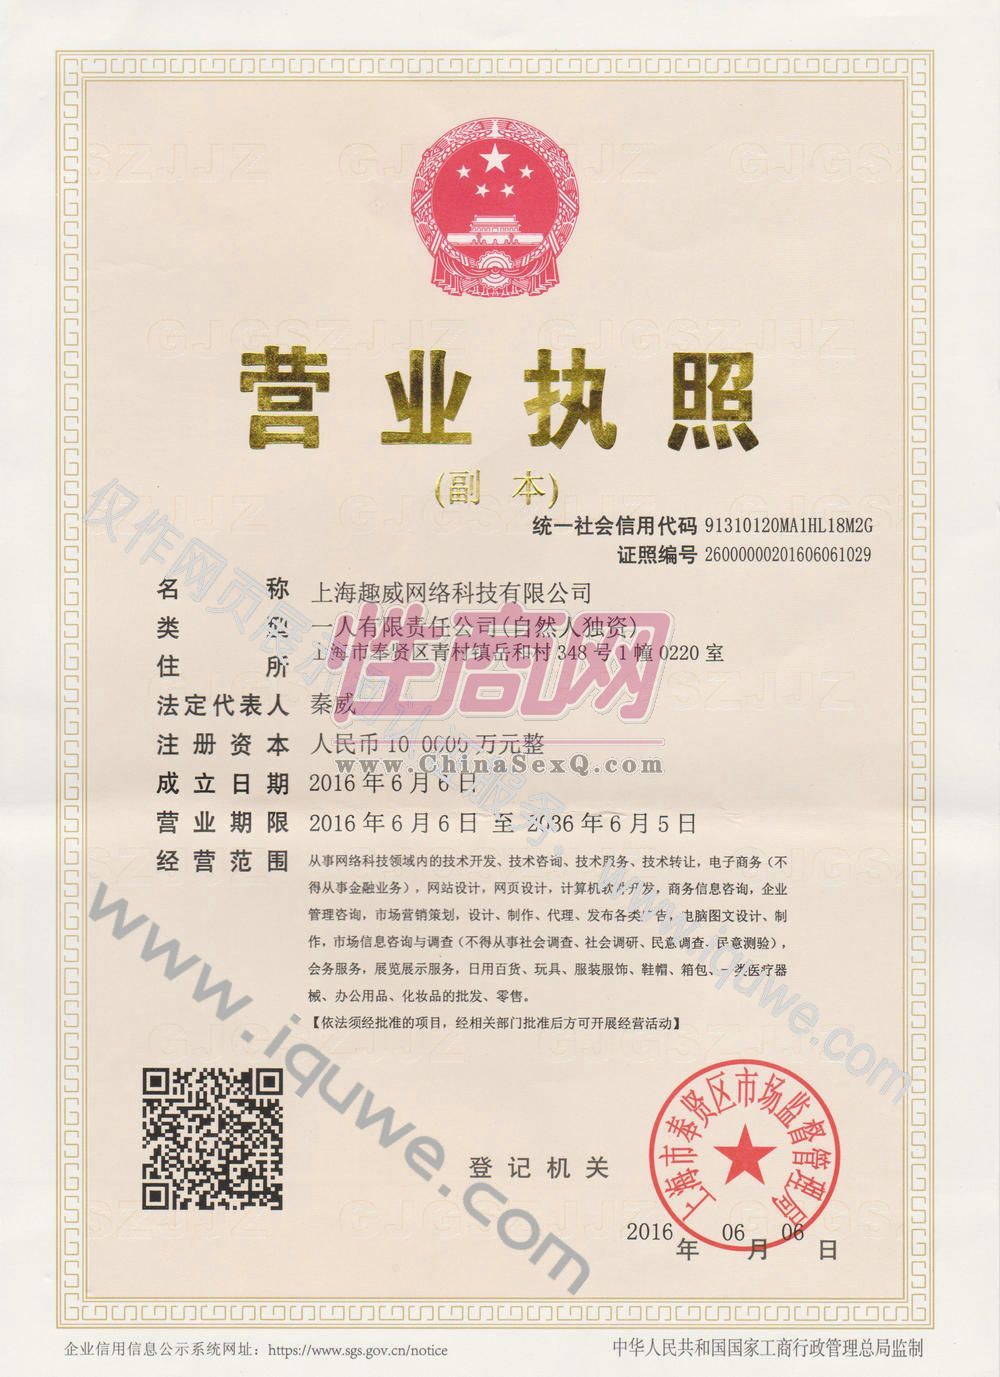 营业执照
(副 本)
统一社会信用代码 91310120MA1HL18M2G
证照编号 26000000201606061029
名称 上海趣威网络科技有限公司
类型 一人有限责任公司(自然人独资)
住所 上海市奉贤区青村镇岳和村348号1幢0220室
法定代表人 秦威
注册资本 人民币10.0000万元整
成立日期 2016年6月6日
营业期限 2016年6月6日 至 2036年6月5日
经营范围 从事网络科技领域内的技术开发、技术咨询、技术服务、技术转让，电子商务（不
得从事金融业务），网站设计，网页设计，计算机软件开发，商务信息咨询，企业
管理咨询，市场营销策划，设计、制作、代理、发布各类广告，电脑图文设计、制
作，市场信息咨询与调查（不得从事社会调查、社会调研、民意调查、民意测验），
会务服务，展览展示服务，日用百货、玩具、服装服饰、鞋帽、箱包、一类医疗器
械、办公用品、化妆品的批发、零售。
【依法须经批准的项目，经相关部门批准后方可开展经营活动】
性商网
www.ChinaSexQ.com
www.iquwe.com
www.iquwe.com
登记机关
上海市奉贤区市场监督管理局
2016年06月06日
企业信用信息公示系统网址：https://www.sgs.gov.cn/notice
中华人民共和国国家工商行政管理总局监制